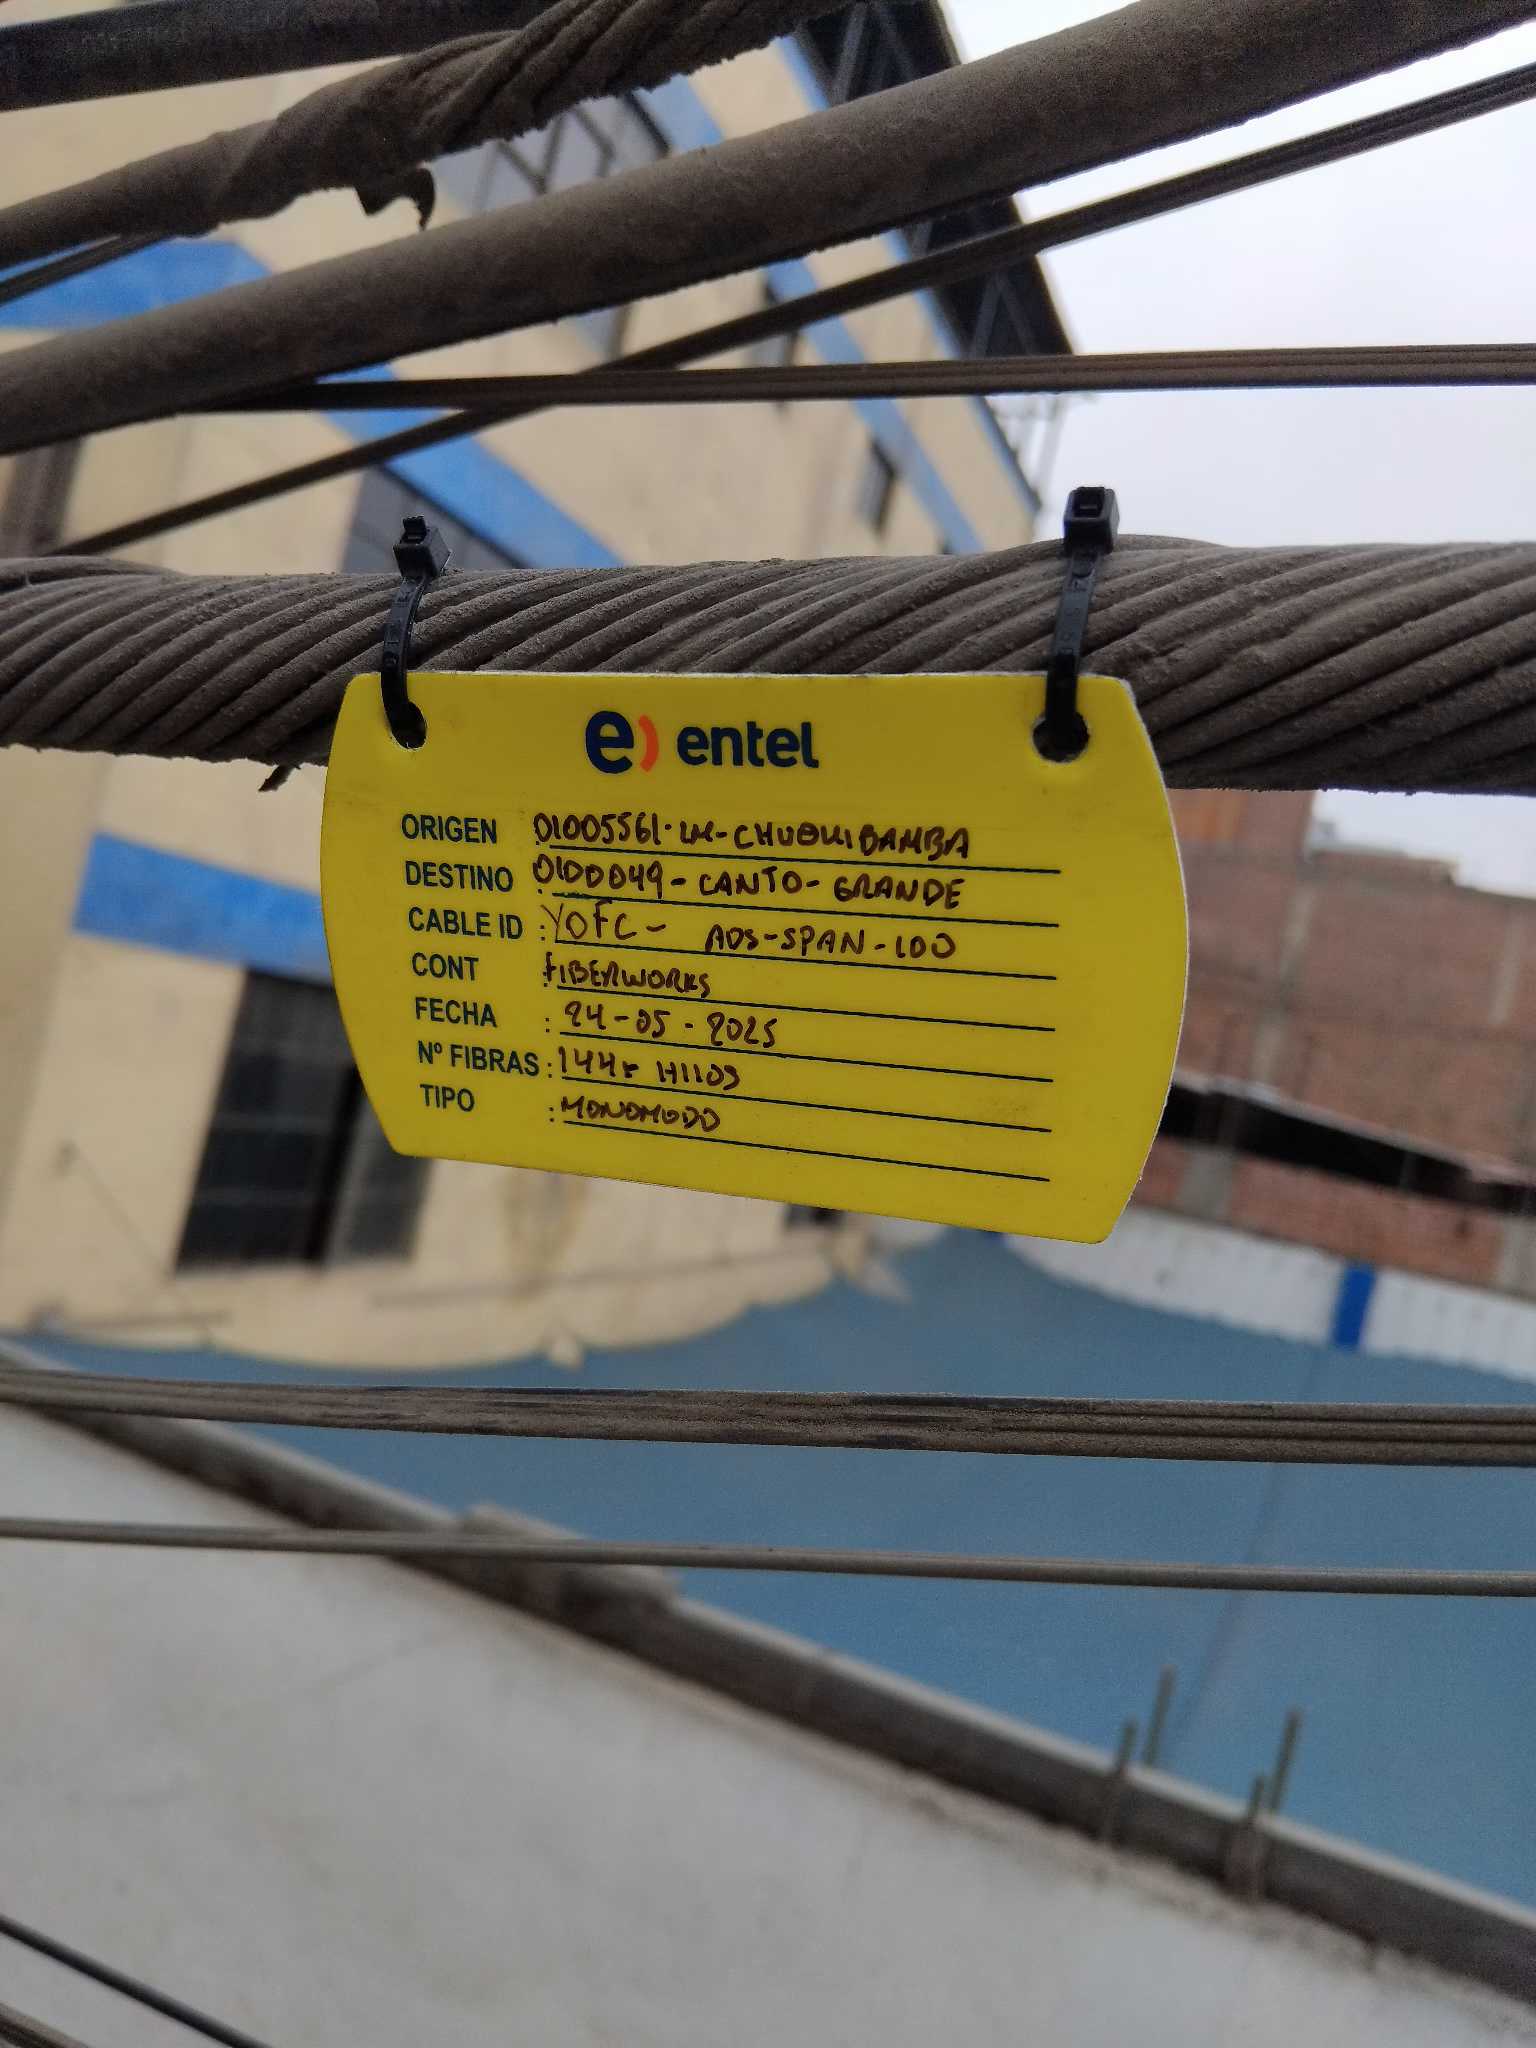 e) entel
ORIGEN : 01005561-LM-CHUQUIBAMBA
DESTINO : 0100049-CANTO-GRANDE
CABLE ID : YOFC- ADS-SPAN-100
CONT : FIBERWORKS
FECHA : 24-05-2025
Nº FIBRAS : 144x HILOS
TIPO : MONOMODO